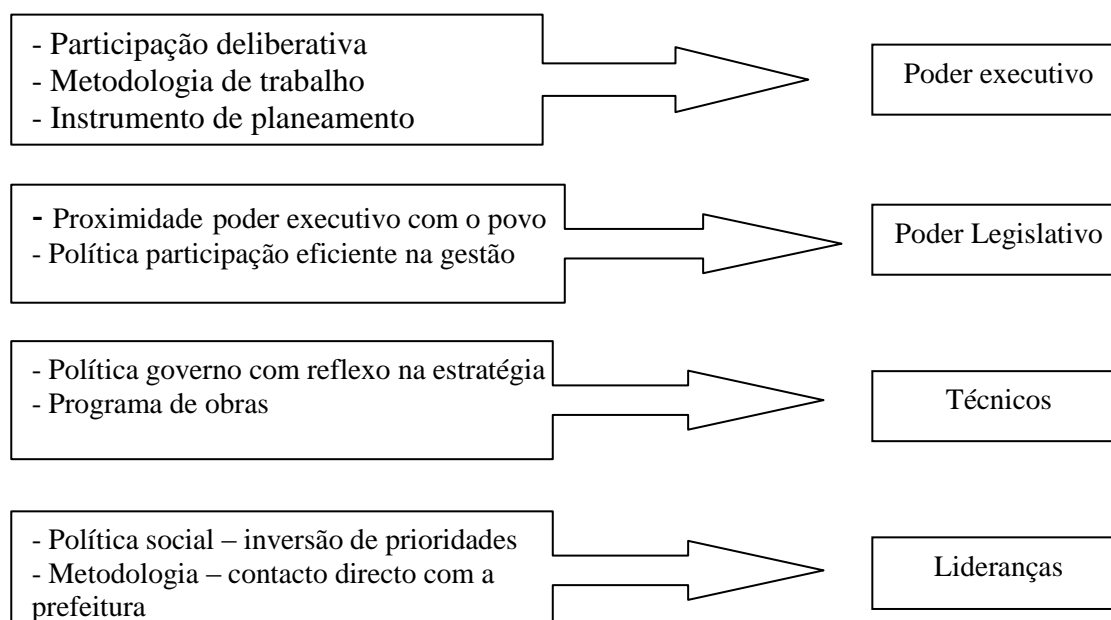 - Participação deliberativa
- Metodologia de trabalho
- Instrumento de planeamento
Poder executivo
- Proximidade poder executivo com o povo
- Política participação eficiente na gestão
Poder Legislativo
- Política governo com reflexo na estratégia
- Programa de obras
Técnicos
- Política social – inversão de prioridades
- Metodologia – contacto directo com a
prefeitura
Lideranças